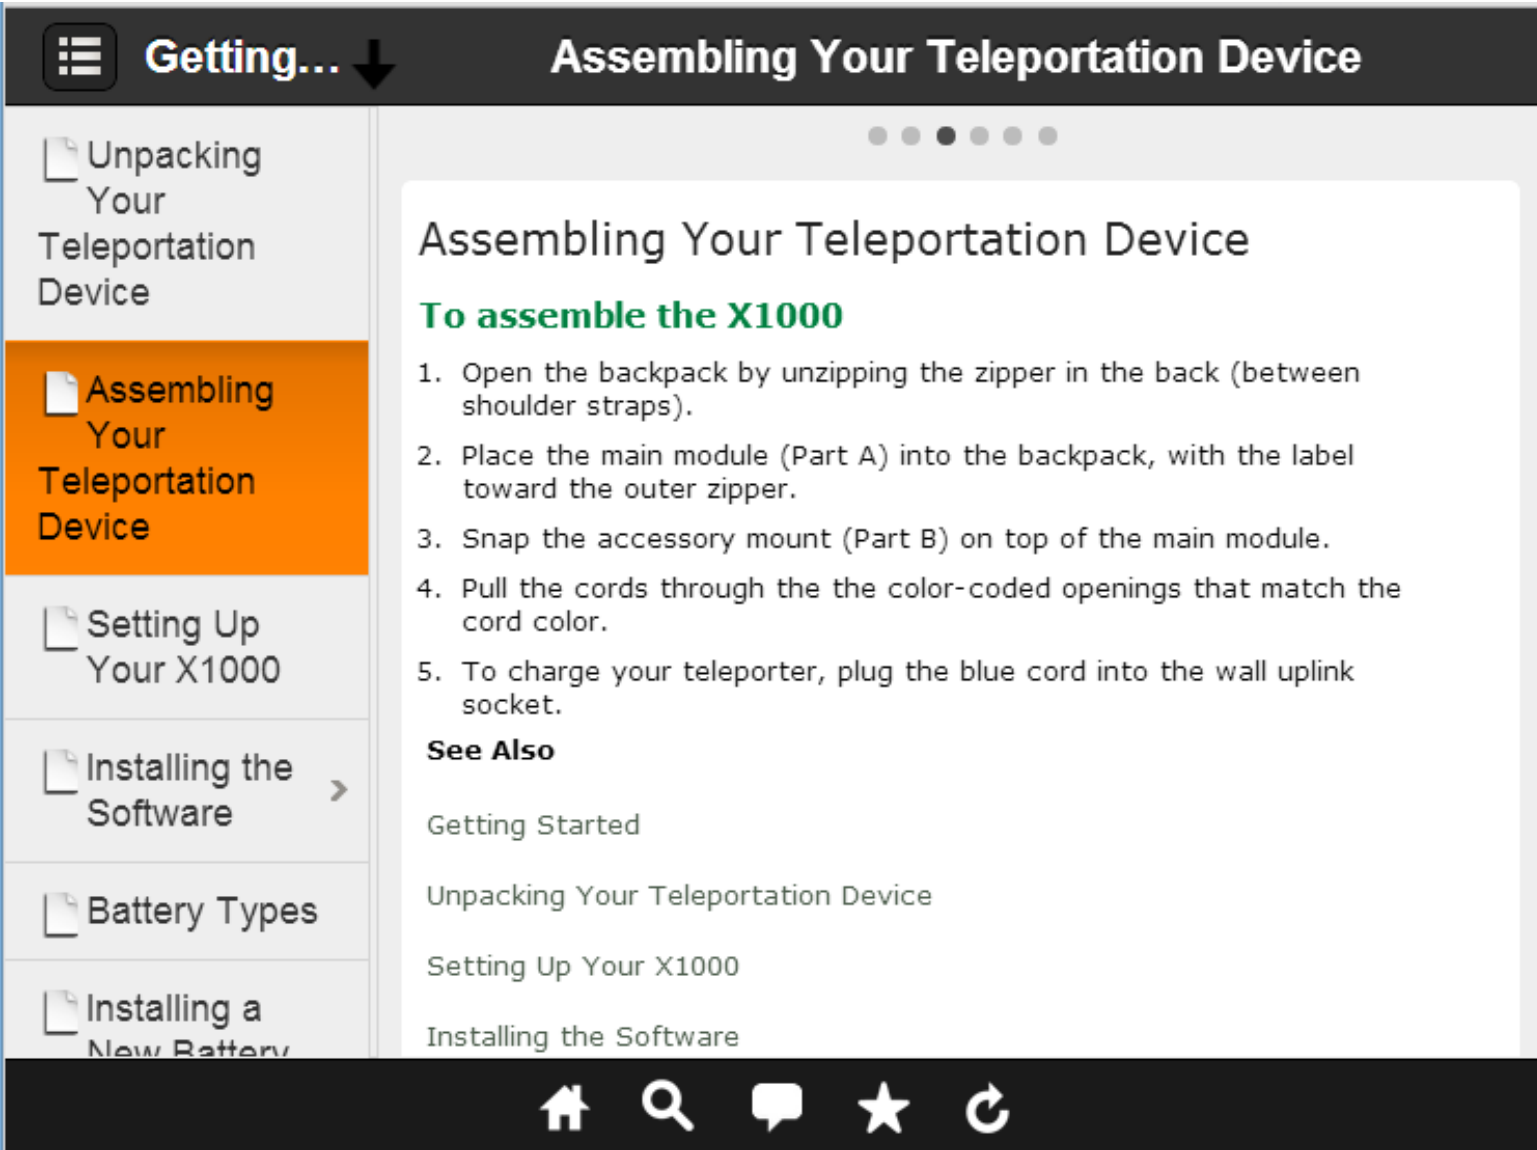 Getting...
Assembling Your Teleportation Device
Unpacking
Your
Teleportation
Device
Assembling
Your
Teleportation
Device
Setting Up
Your X1000
Installing the
Software
Battery Types
Installing a
New Battery
Assembling Your Teleportation Device
To assemble the X1000
1. Open the backpack by unzipping the zipper in the back (between
shoulder straps).
2. Place the main module (Part A) into the backpack, with the label
toward the outer zipper.
3. Snap the accessory mount (Part B) on top of the main module.
4. Pull the cords through the the color-coded openings that match the
cord color.
5. To charge your teleporter, plug the blue cord into the wall uplink
socket.
See Also
Getting Started
Unpacking Your Teleportation Device
Setting Up Your X1000
Installing the Software